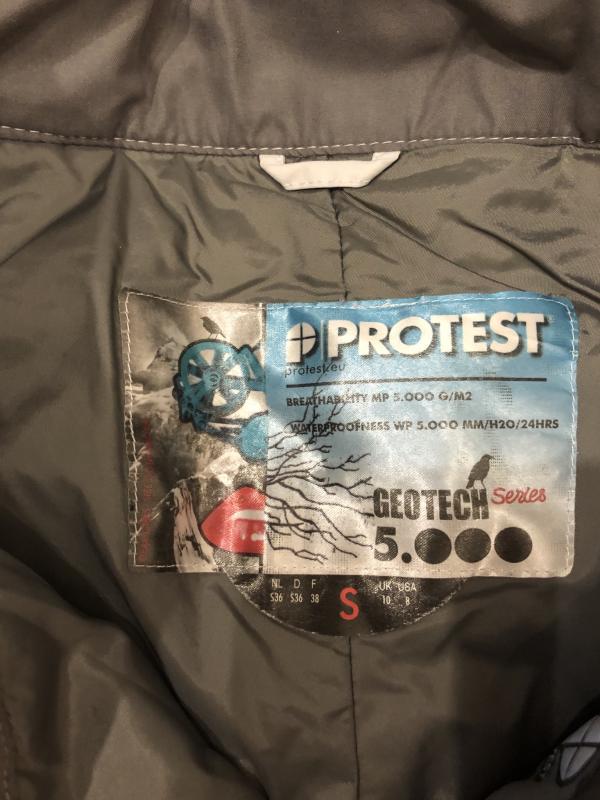 PROTEST
protest.eu
BREATHABILITY MP 5.000 G/M2
WATERPROOFNESS WP 5.000 MM/H2O/24HRS
GEOTECH Series
5.000
NL D F S UK USA
S36 S36 38 10 8